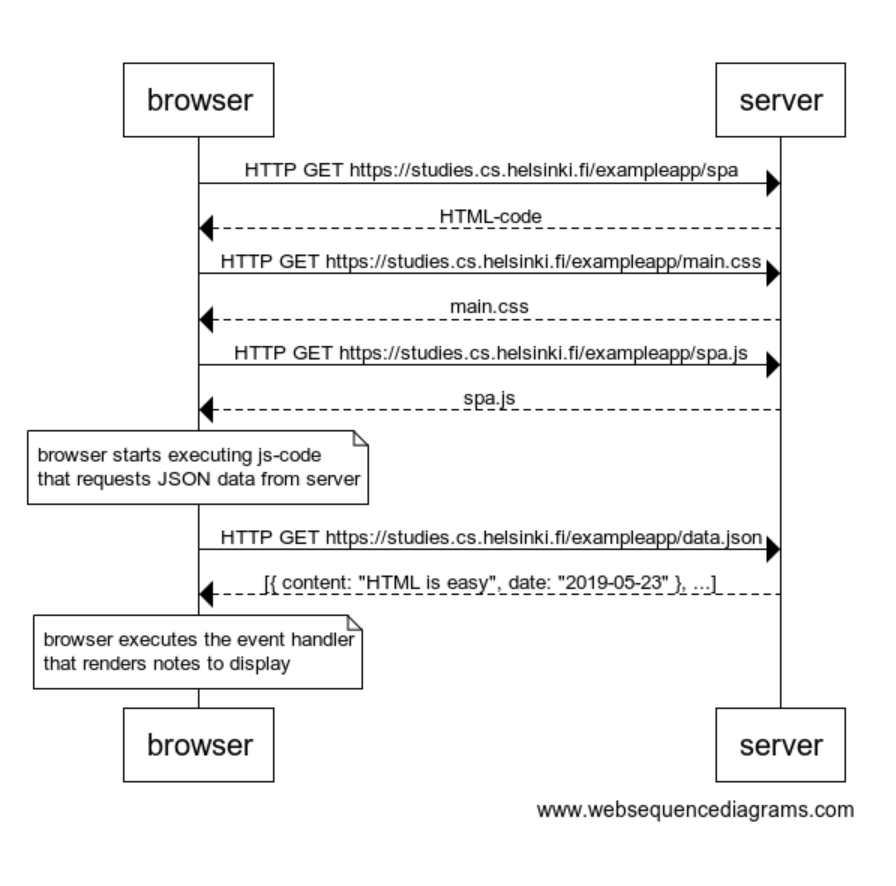 browser
server
HTTP GET https://studies.cs.helsinki.fi/exampleapp/spa
HTML-code
HTTP GET https://studies.cs.helsinki.fi/exampleapp/main.css
main.css
HTTP GET https://studies.cs.helsinki.fi/exampleapp/spa.js
spa.js
browser starts executing js-code
that requests JSON data from server
HTTP GET https://studies.cs.helsinki.fi/exampleapp/data.json
[{ content: "HTML is easy", date: "2019-05-23" }, ...]
browser executes the event handler
that renders notes to display
browser
server
www.websequencediagrams.com